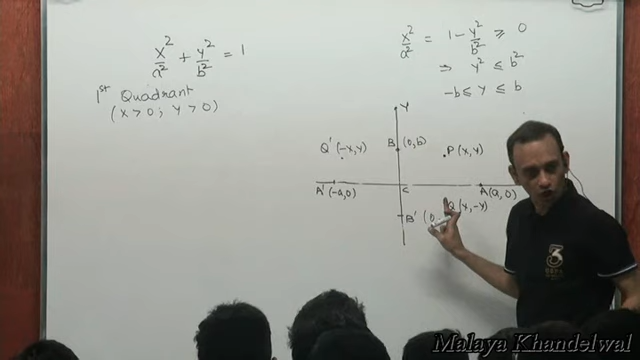 x²/a² + y²/b² = 1
1st Quadrant
(x > 0; y > 0)
x²/a² = 1 - y²/b² ≥ 0
⇒ y² ≤ b²
-b ≤ y ≤ b
Y
Q' (-x, y)
B (0, b)
P (x, y)
A' (-a, 0)
C
A (a, 0)
B' (0,
Q (x, -y)
3
Malaya Khandelwal